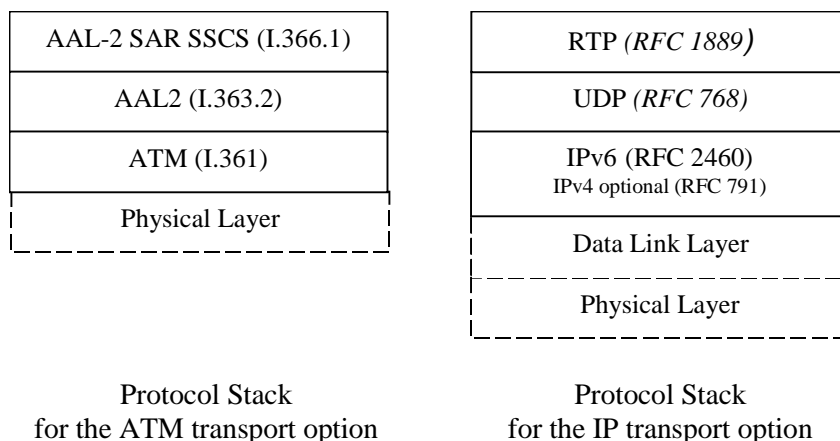 AAL-2 SAR SSCS (I.366.1)
AAL2 (I.363.2)
ATM (I.361)
Physical Layer
Protocol Stack
for the ATM transport option
RTP (RFC 1889)
UDP (RFC 768)
IPv6 (RFC 2460)
IPv4 optional (RFC 791)
Data Link Layer
Physical Layer
Protocol Stack
for the IP transport option